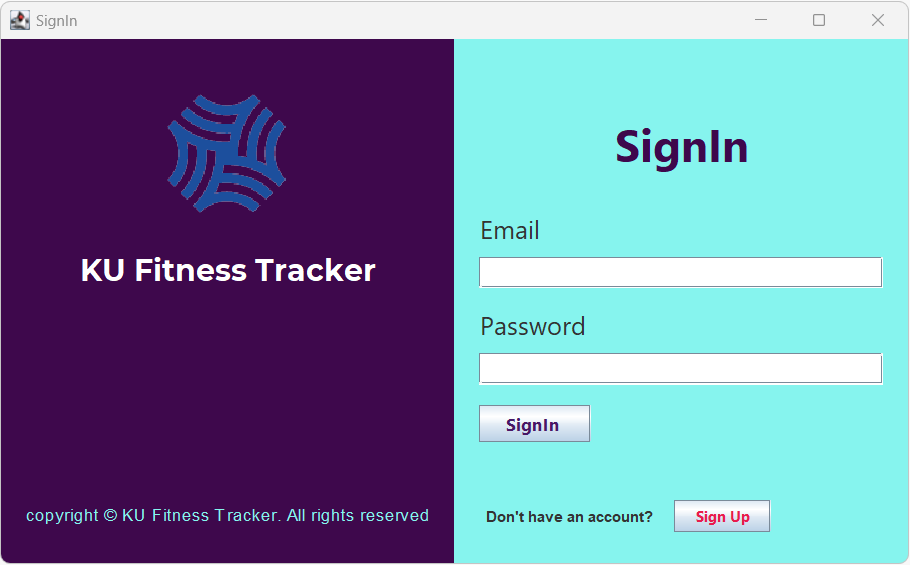 SignIn
KU Fitness Tracker
copyright © KU Fitness Tracker. All rights reserved
SignIn
Email
Password
SignIn
Don't have an account?
Sign Up